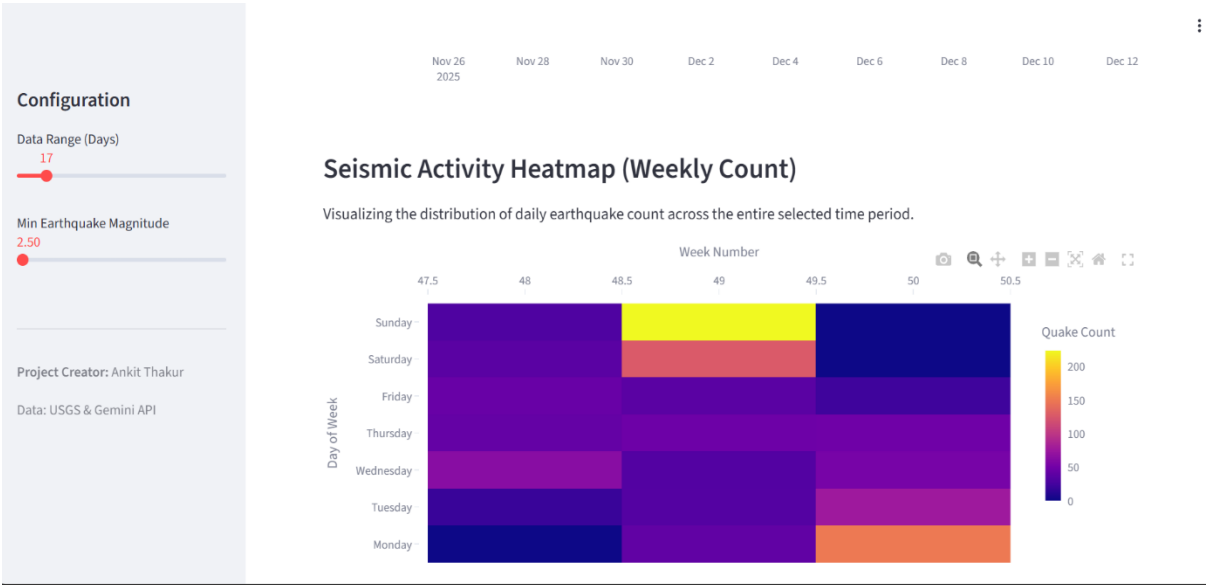 Configuration
Data Range (Days)
17
Min Earthquake Magnitude
2.50
Project Creator: Ankit Thakur
Data: USGS & Gemini API
Nov 26 Nov 28 Nov 30 Dec 2 Dec 4 Dec 6 Dec 8 Dec 10 Dec 12
2025
Seismic Activity Heatmap (Weekly Count)
Visualizing the distribution of daily earthquake count across the entire selected time period.
Week Number
47.5 48 48.5 49 49.5 50 50.5
Day of Week
Sunday
Saturday
Friday
Thursday
Wednesday
Tuesday
Monday
Quake Count
200
150
100
50
0